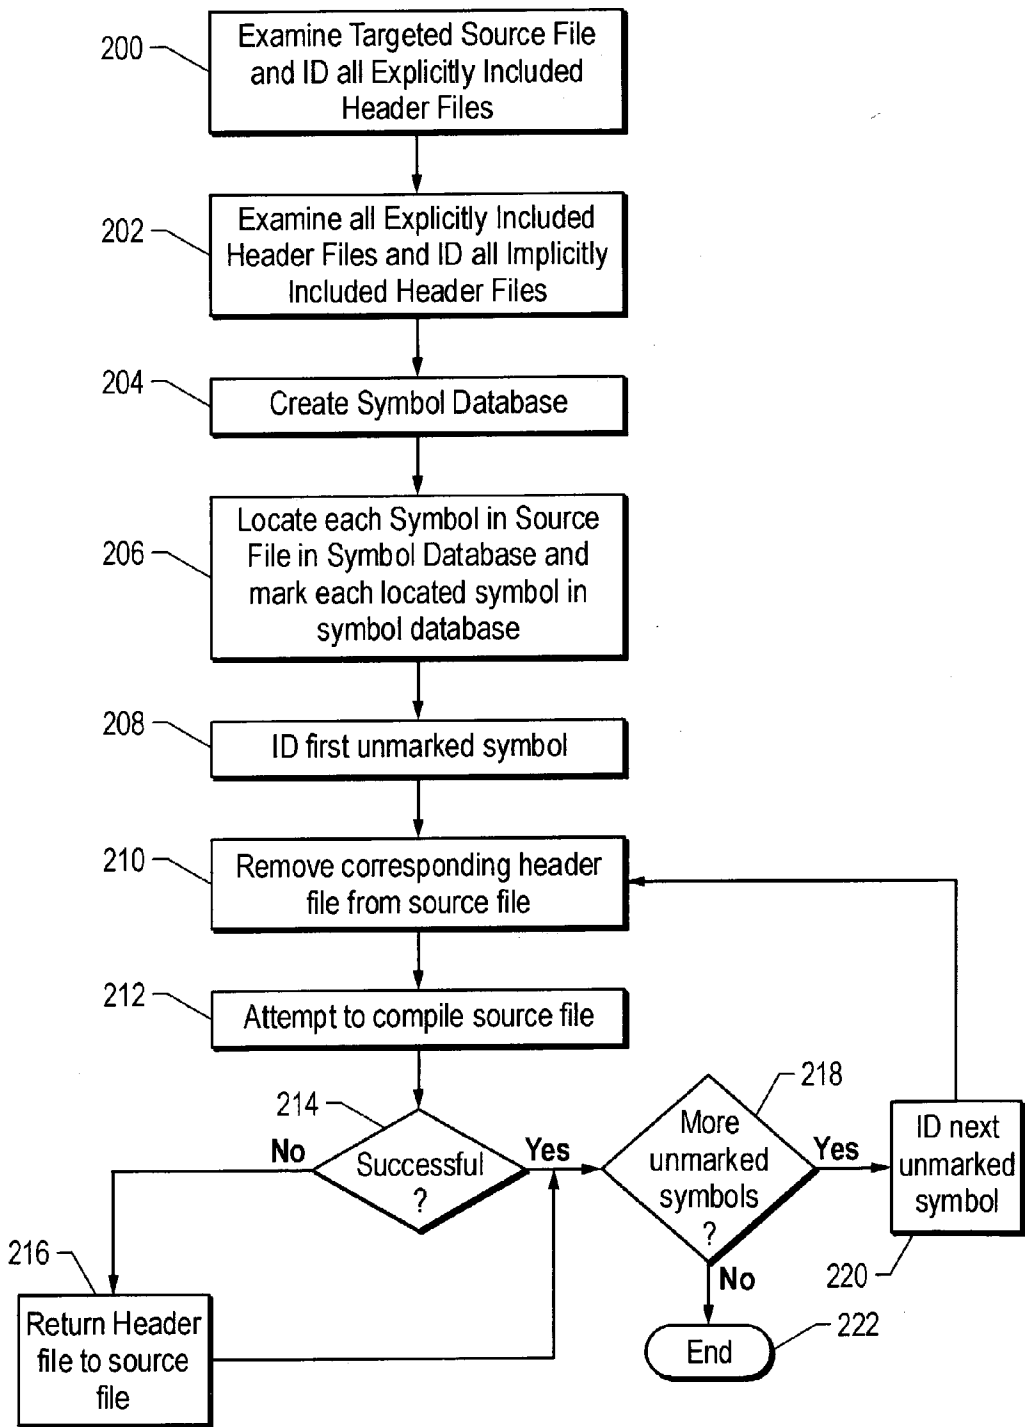 200
Examine Targeted Source File
and ID all Explicitly Included
Header Files
202
Examine all Explicitly Included
Header Files and ID all Implicitly
Included Header Files
204
Create Symbol Database
206
Locate each Symbol in Source
File in Symbol Database and
mark each located symbol in
symbol database
208
ID first unmarked symbol
210
Remove corresponding header
file from source file
212
Attempt to compile source file
214
Successful
?
No
Yes
216
Return Header
file to source
file
218
More
unmarked
symbols
?
Yes
No
ID next
unmarked
symbol
220
End
222